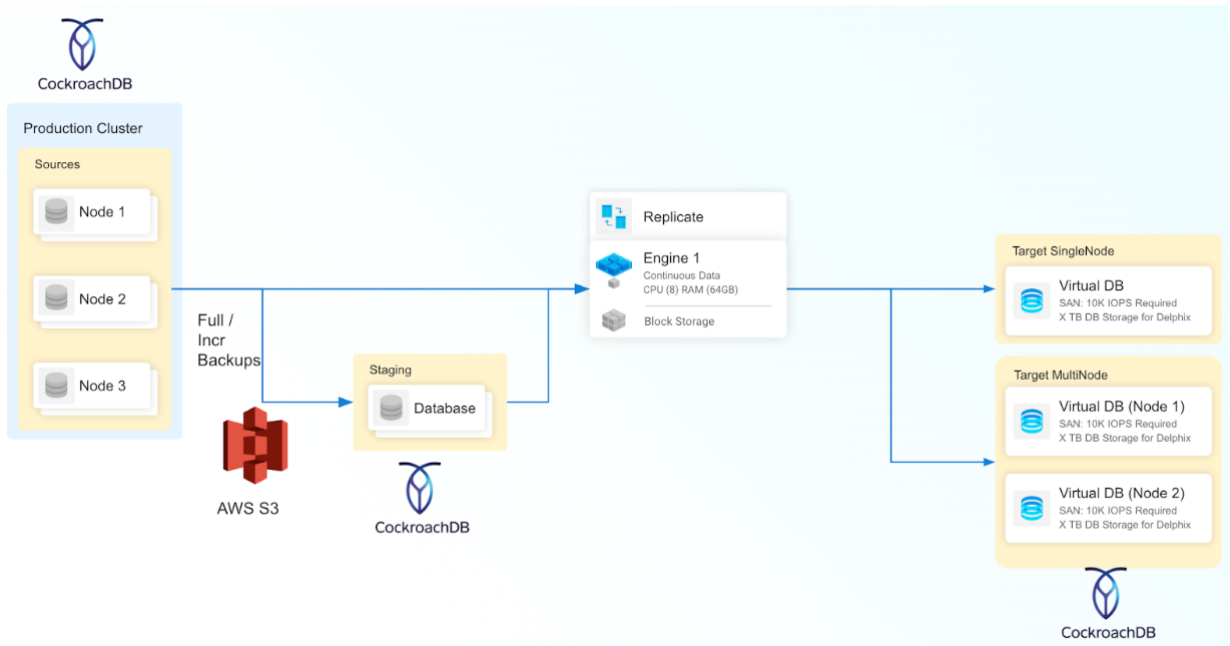 CockroachDB
Production Cluster
Sources
Node 1
Node 2
Node 3
Full /
Incr
Backups
AWS S3
Staging
Database
CockroachDB
Replicate
Engine 1
Continuous Data
CPU (8) RAM (64GB)
Block Storage
Target SingleNode
Virtual DB
SAN: 10K IOPS Required
X TB DB Storage for Delphix
Target MultiNode
Virtual DB (Node 1)
SAN: 10K IOPS Required
X TB DB Storage for Delphix
Virtual DB (Node 2)
SAN: 10K IOPS Required
X TB DB Storage for Delphix
CockroachDB